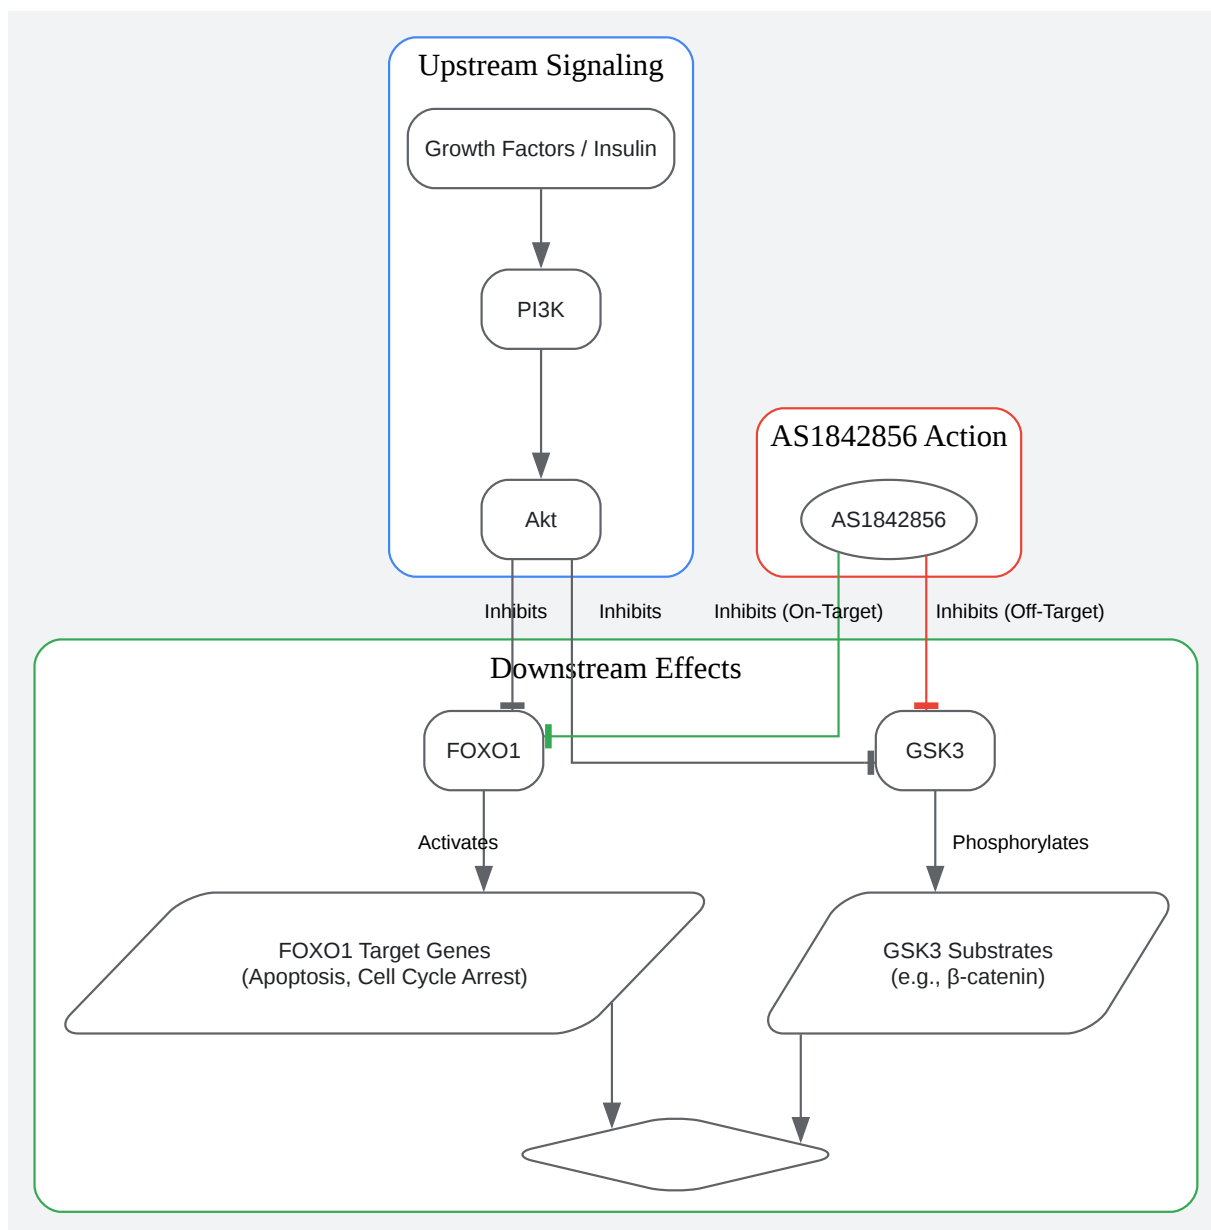 Upstream Signaling
Growth Factors / Insulin
PI3K
Akt
AS1842856 Action
AS1842856
Inhibits
Inhibits
Inhibits (On-Target)
Inhibits (Off-Target)
Downstream Effects
FOXO1
GSK3
Activates
Phosphorylates
FOXO1 Target Genes
(Apoptosis, Cell Cycle Arrest)
GSK3 Substrates
(e.g., β-catenin)